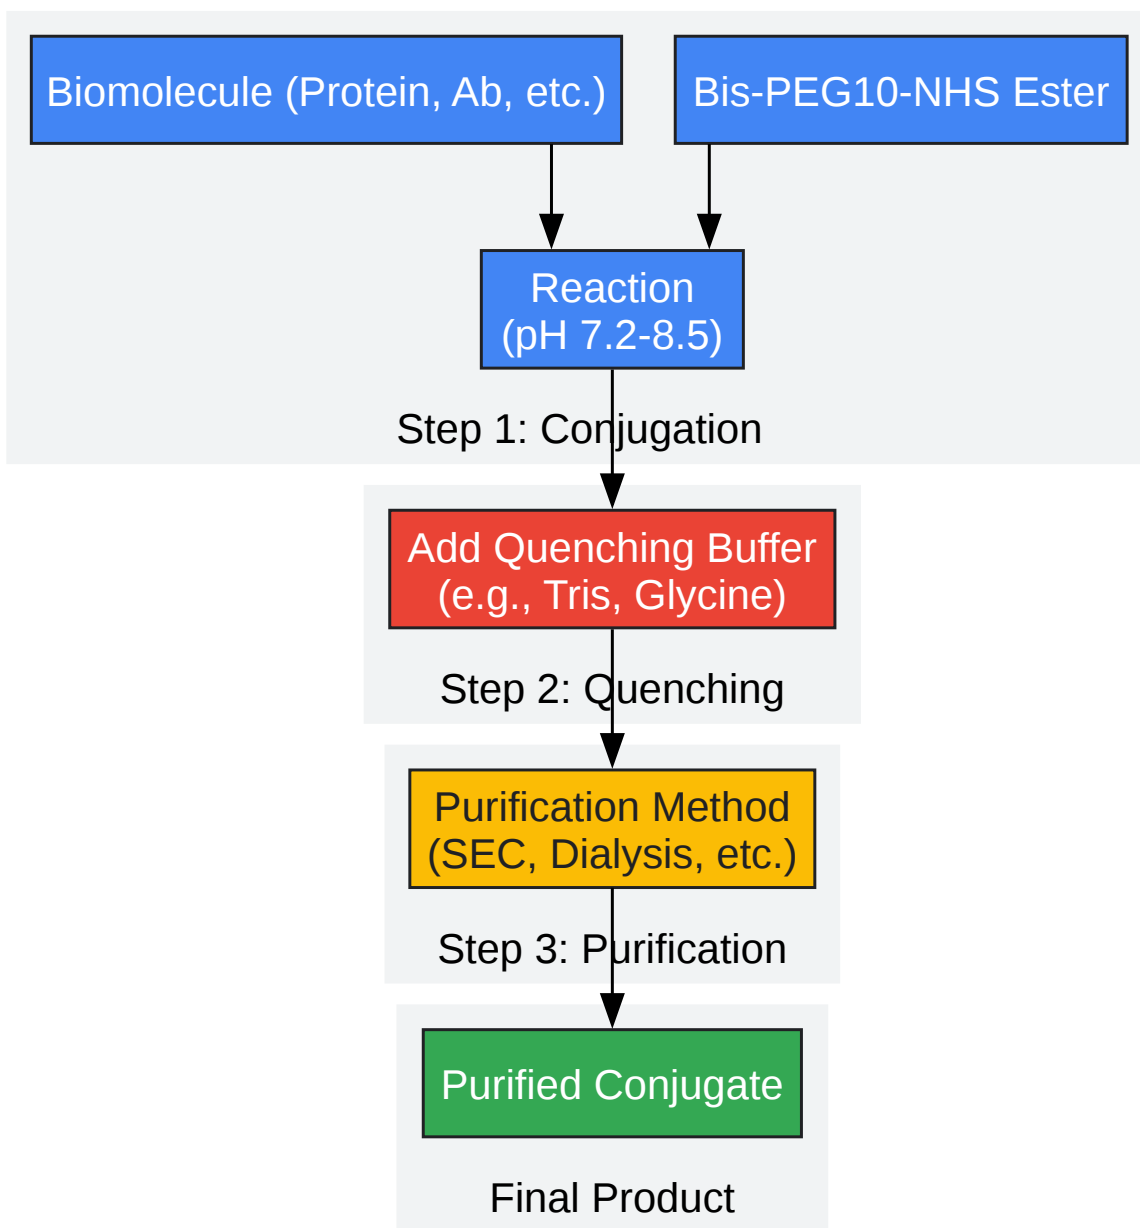 Biomolecule (Protein, Ab, etc.)
Bis-PEG10-NHS Ester
Reaction
(pH 7.2-8.5)
Step 1: Conjugation
Add Quenching Buffer
(e.g., Tris, Glycine)
Step 2: Quenching
Purification Method
(SEC, Dialysis, etc.)
Step 3: Purification
Purified Conjugate
Final Product